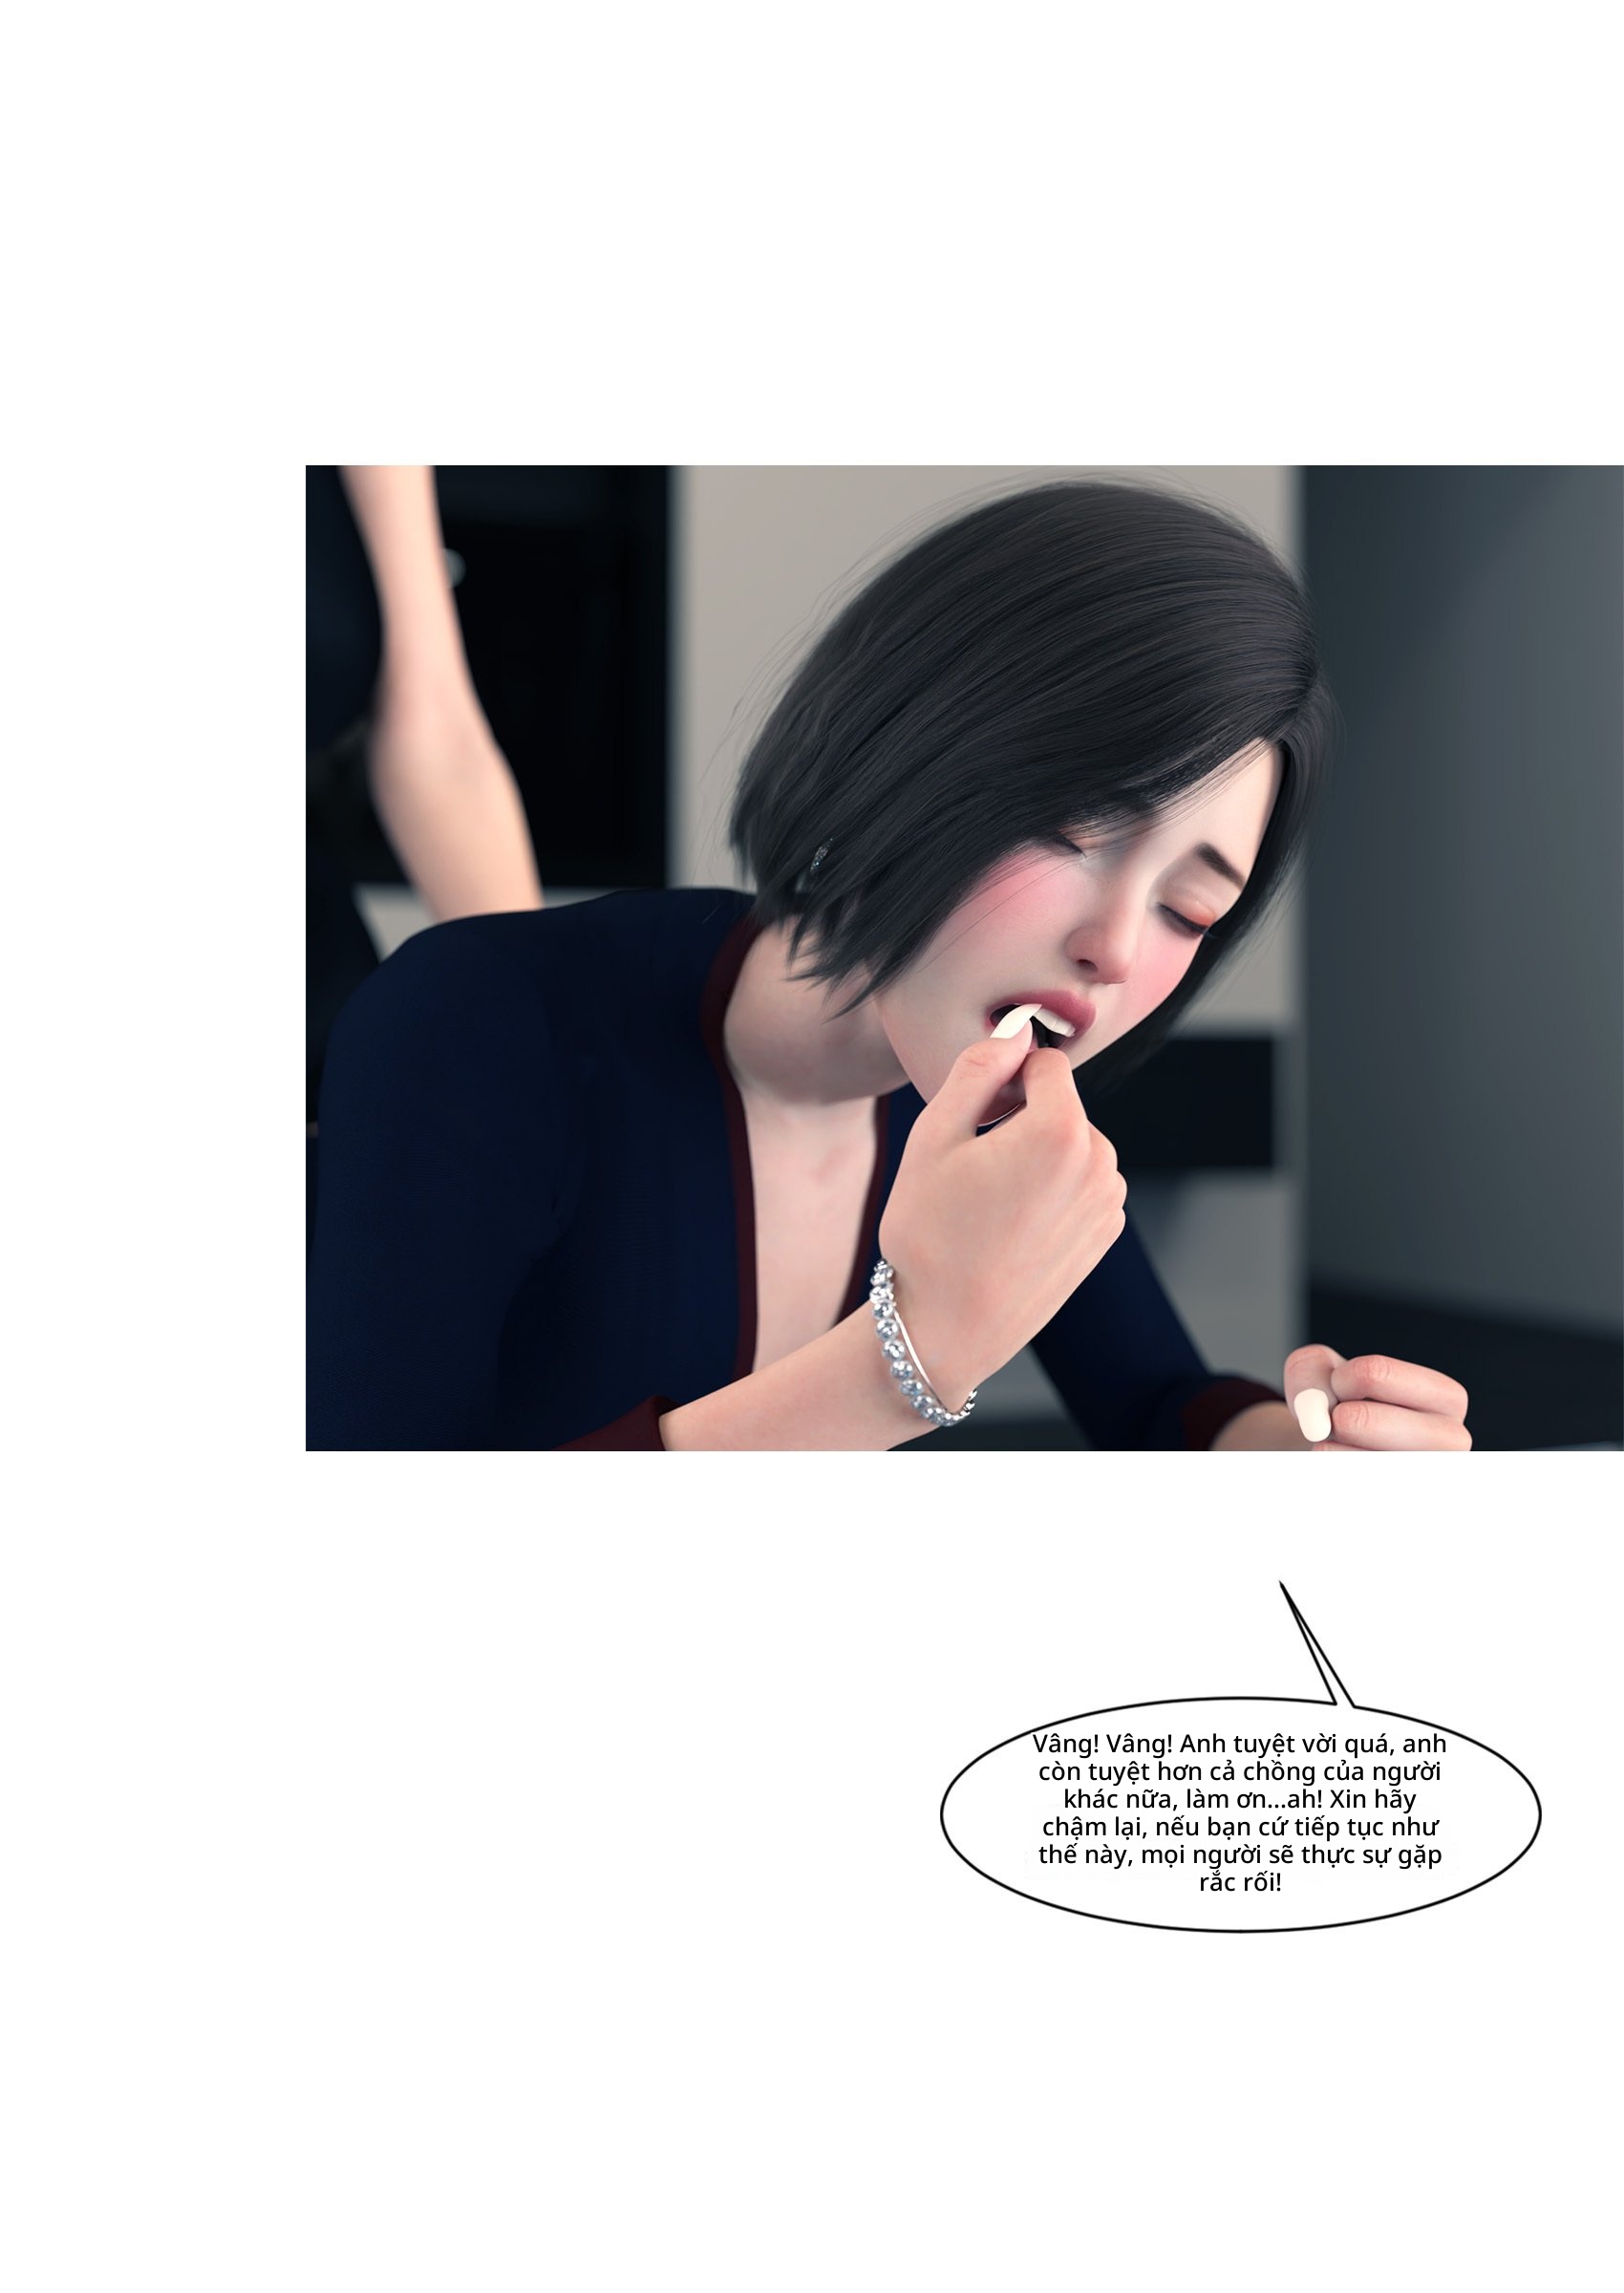 Vâng! Vâng! Anh tuyệt vời quá, anh
còn tuyệt hơn cả chồng của người
khác nữa, làm ơn...ah! Xin hãy
chậm lại, nếu bạn cứ tiếp tục như
thế này, mọi người sẽ thực sự gặp
rắc rối!